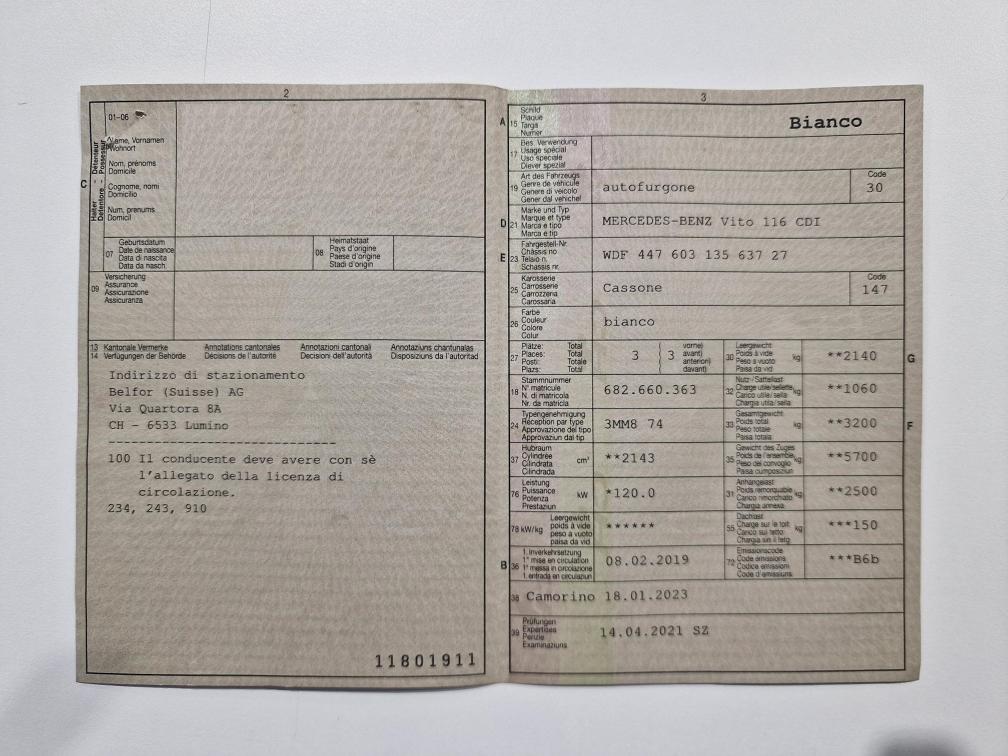 2
01-06
Name, Vornamen
Wohnort
Nom, prénoms
Domicile
Cognome, nomi
Domicilio
Num, prenums
Domicil
C
Halter - Détenteur
Detentore - Possessur
07
Geburtsdatum
Date de naissance
Data di nascita
Data da nasch.
08
Heimatstaat
Pays d'origine
Paese d'origine
Stadi d'origin
09
Versicherung
Assurance
Assicurazione
Assicuranza
13 Kantonale Vermerke Annotations cantonales Annotazioni cantonali Annotaziuns chantunalas
14 Verfügungen der Behörde Décisions de l'autorité Decisioni dell'autorità Disposiziuns da l'autoritad
Indirizzo di stazionamento
Belfor (Suisse) AG
Via Quartora 8A
CH - 6533 Lumino
------------------------------
100 Il conducente deve avere con sè
l'allegato della licenza di
circolazione.
234, 243, 910
11801911
3
A 15
Schild
Plaque
Targa
Numer
Bianco
17
Bes. Verwendung
Usage spécial
Uso speciale
Diever spezial
19
Art des Fahrzeugs
Genre de véhicule
Genere di veicolo
Gener dal vehichel
autofurgone
Code
30
D 21
Marke und Typ
Marque et type
Marca e tipo
Marca e tip
MERCEDES-BENZ Vito 116 CDI
E 23
Fahrgestell-Nr.
Châssis no
Telaio n.
Schassis nr.
WDF 447 603 135 637 27
25
Karosserie
Carrosserie
Carrozzeria
Carossaria
Cassone
Code
147
26
Farbe
Couleur
Colore
Colur
bianco
27
Plätze: Total
Places: Total
Posti: Totale
Plazs: Total
3
3
vorne)
avant)
anteriori)
davant)
30
Leergewicht
Poids à vide
Peso a vuoto
Paisa da vid
kg
**2140
G
18
Stammnummer
N° matricule
N. di matricola
Nr. da matricla
682.660.363
32
Nutz-/Sattellast
Charge utile/sellette
Carico utile/sella
Chargia utila/sella
kg
**1060
24
Typengenehmigung
Réception par type
Approvazione del tipo
Approvaziun dal tip
3MM8 74
33
Gesamtgewicht
Poids total
Peso totale
Paisa totala
kg
**3200
F
37
Hubraum
Cylindrée
Cilindrata
Cilindrada
cm³
**2143
35
Gewicht des Zuges
Poids de l'ensemble
Peso del convoglio
Paisa cumposiziun
kg
**5700
76
Leistung
Puissance
Potenza
Prestaziun
kW
*120.0
31
Anhängelast
Poids remorquable
Carico rimorchiato
Chargia annexa
kg
**2500
78 kW/kg
Leergewicht
poids à vide
peso a vuoto
paisa da vid
******
55
Dachlast
Charge sur le toit
Carico sul tetto
Chargia sin il tetg
kg
***150
B 36
1. Inverkehrsetzung
1re mise en circulation
1a messa in circolazione
1. entrada en circulaziun
08.02.2019
72
Emissionscode
Code émissions
Codice emissioni
Code d'emissiuns
***B6b
38 Camorino 18.01.2023
39
Prüfungen
Expertises
Perizie
Examinaziuns
14.04.2021 SZ